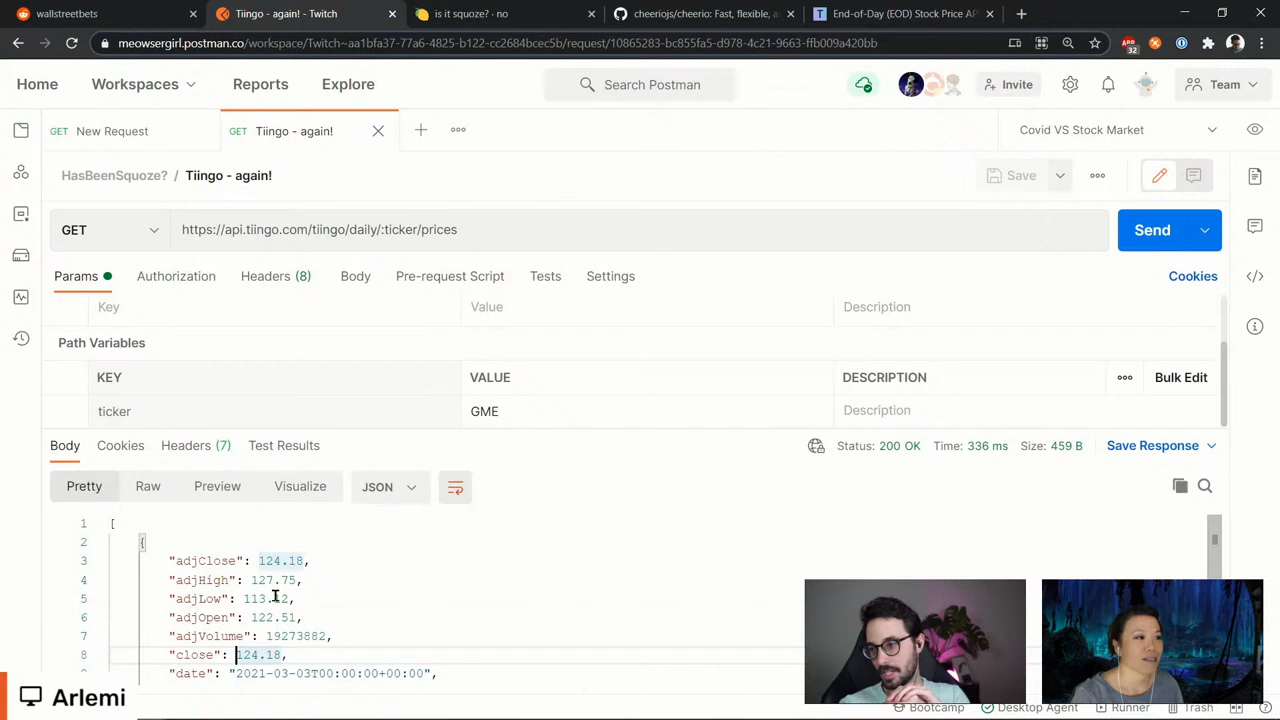 wallstreetbets
Tiingo - again! - Twitch
is it squoze? - no
cheeriojs/cheerio: Fast, flexible, a
End-of-Day (EOD) Stock Price AP
meowsergirl.postman.co/workspace/Twitch~aa1bfa37-77a6-4825-b122-cc2684bcec5b/request/10865283-bc855fa5-d978-4c21-9663-ffb009a420bb
32
Home
Workspaces
Reports
Explore
Search Postman
Invite
Team
GET New Request
GET Tiingo - again!
Covid VS Stock Market
HasBeenSquoze? / Tiingo - again!
Save
GET
https://api.tiingo.com/tiingo/daily/:ticker/prices
Send
Params
Authorization
Headers (8)
Body
Pre-request Script
Tests
Settings
Cookies
Key
Value
Description
Path Variables
KEY
VALUE
DESCRIPTION
Bulk Edit
ticker
GME
Description
Body
Cookies
Headers (7)
Test Results
Status: 200 OK
Time: 336 ms
Size: 459 B
Save Response
Pretty
Raw
Preview
Visualize
JSON
1 [
2 {
3 "adjClose": 124.18,
4 "adjHigh": 127.75,
5 "adjLow": 113. 2,
6 "adjOpen": 122.51,
7 "adjVolume": 19273882,
8 "close": 124.18,
"date": "2021-03-03T00:00:00+00:00",
Arlemi
Bootcamp
Desktop Agent
Runner
Trash